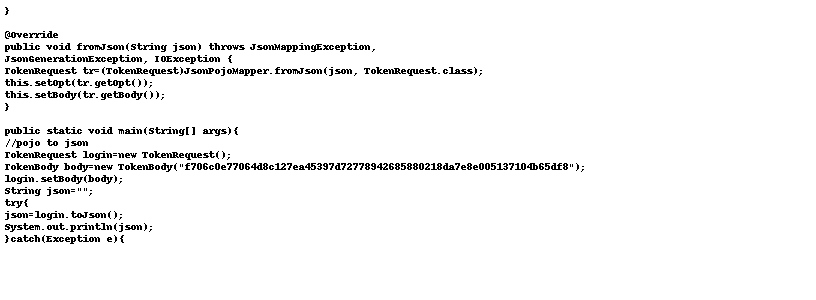 }

@Override
public void fromJson(String json) throws JsonMappingException,
JsonGenerationException, IOException {
TokenRequest tr=(TokenRequest)JsonPojoMapper.fromJson(json, TokenRequest.class);
this.setOpt(tr.getOpt());
this.setBody(tr.getBody());
}

public static void main(String[] args){
//pojo to json
TokenRequest login=new TokenRequest();
TokenBody body=new TokenBody("f706c0e77064d8c127ea45397d72778942685880218da7e8e005137104b65df8");
login.setBody(body);
String json="";
try{
json=login.toJson();
System.out.println(json);
}catch(Exception e){